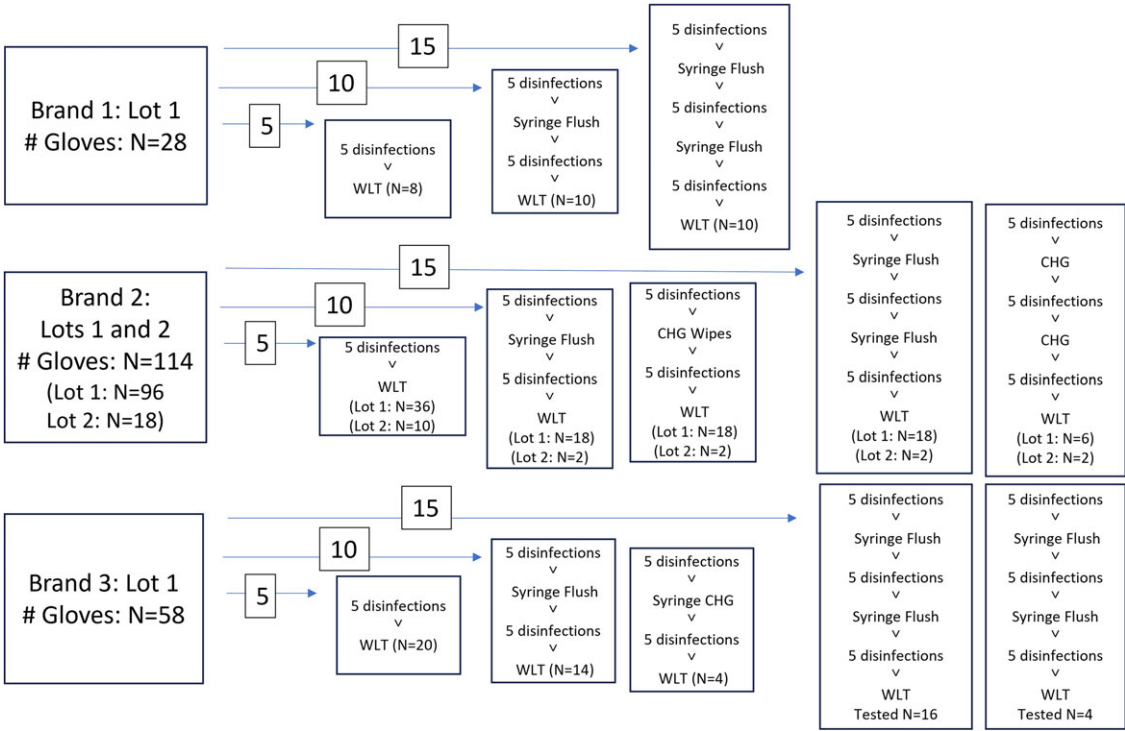 Brand 1: Lot 1
# Gloves: N=28
15
10
5
5 disinfections
v
WLT (N=8)
5 disinfections
v
Syringe Flush
v
5 disinfections
v
WLT (N=10)
5 disinfections
v
Syringe Flush
v
5 disinfections
v
Syringe Flush
v
5 disinfections
v
WLT (N=10)
Brand 2:
Lots 1 and 2
# Gloves: N=114
(Lot 1: N=96
Lot 2: N=18)
15
10
5
5 disinfections
v
WLT
(Lot 1: N=36)
(Lot 2: N=10)
5 disinfections
v
Syringe Flush
v
5 disinfections
v
WLT
(Lot 1: N=18)
(Lot 2: N=2)
5 disinfections
v
CHG Wipes
v
5 disinfections
v
WLT
(Lot 1: N=18)
(Lot 2: N=2)
5 disinfections
v
Syringe Flush
v
5 disinfections
v
Syringe Flush
v
5 disinfections
v
WLT
(Lot 1: N=18)
(Lot 2: N=2)
5 disinfections
v
CHG
v
5 disinfections
v
CHG
v
5 disinfections
v
WLT
(Lot 1: N=6)
(Lot 2: N=2)
Brand 3: Lot 1
# Gloves: N=58
15
10
5
5 disinfections
v
WLT (N=20)
5 disinfections
v
Syringe Flush
v
5 disinfections
v
WLT (N=14)
5 disinfections
v
Syringe CHG
v
5 disinfections
v
WLT (N=4)
5 disinfections
v
Syringe Flush
v
5 disinfections
v
Syringe Flush
v
5 disinfections
v
WLT
Tested N=16
5 disinfections
v
Syringe Flush
v
5 disinfections
v
Syringe Flush
v
5 disinfections
v
WLT
Tested N=4